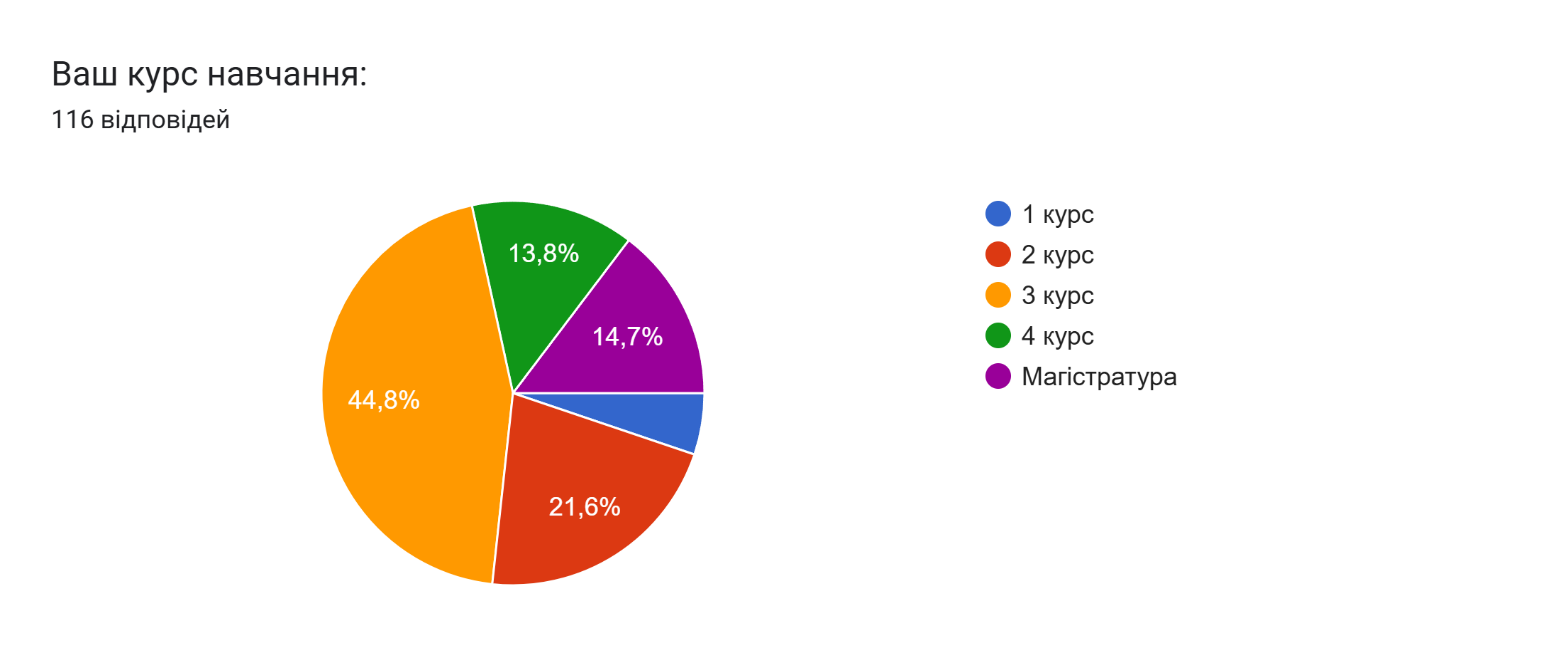 Ваш курс навчання:
116 відповідей
13,8%
14,7%
44,8%
21,6%
1 курс
2 курс
3 курс
4 курс
Магістратура